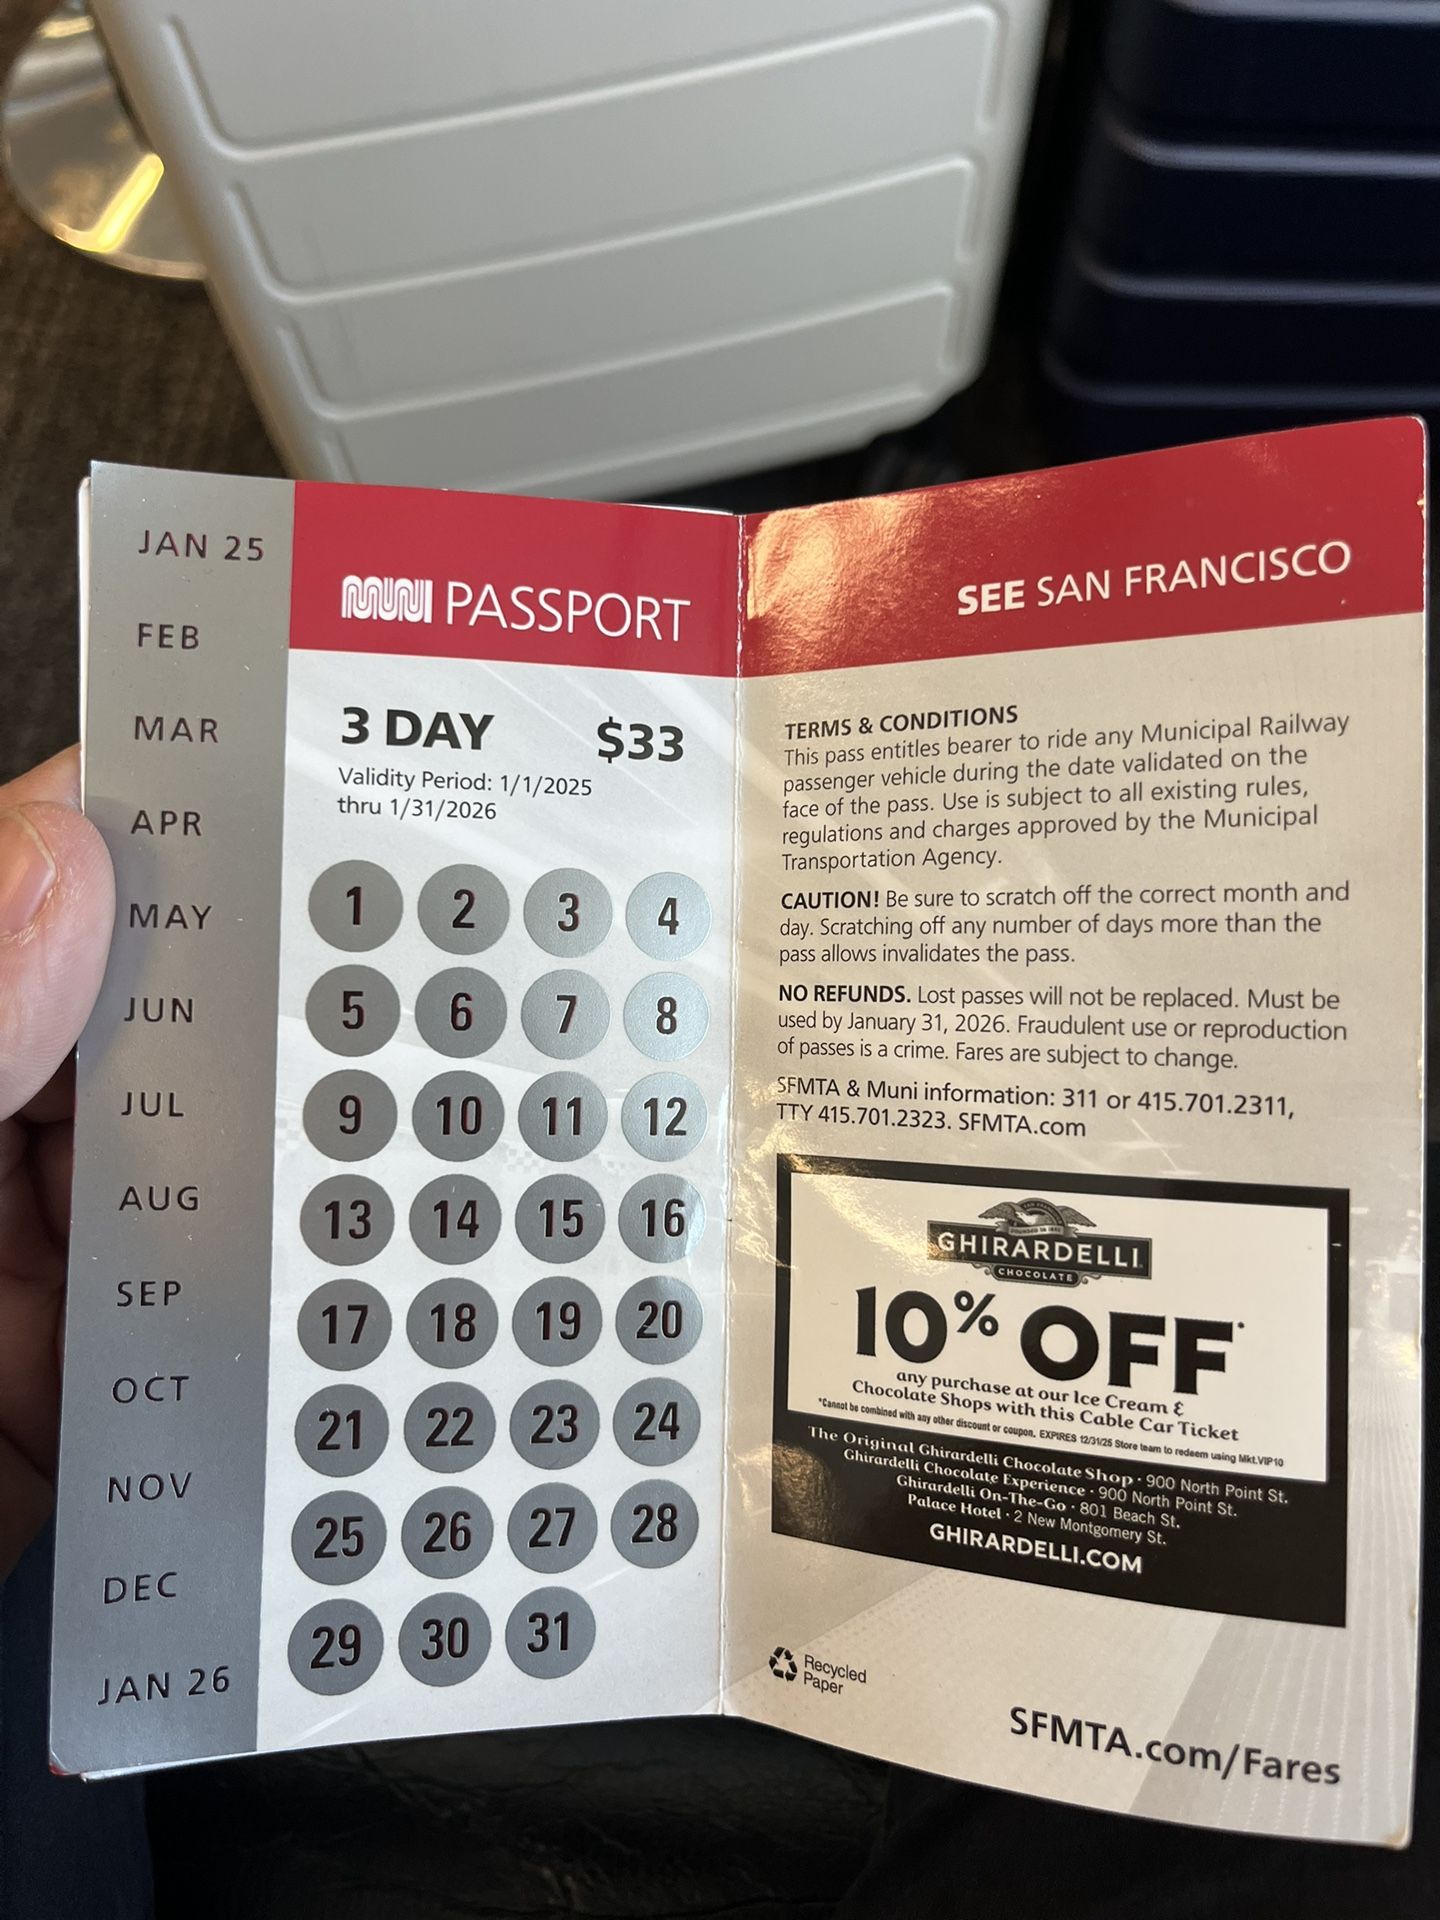 JAN 25
FEB
MAR
APR
MAY
JUN
JUL
AUG
SEP
OCT
NOV
DEC
JAN 26
muni PASSPORT
3 DAY $33
Validity Period: 1/1/2025
thru 1/31/2026
1 2 3 4
5 6 7 8
9 10 11 12
13 14 15 16
17 18 19 20
21 22 23 24
25 26 27 28
29 30 31
SEE SAN FRANCISCO
TERMS & CONDITIONS
This pass entitles bearer to ride any Municipal Railway
passenger vehicle during the date validated on the
face of the pass. Use is subject to all existing rules,
regulations and charges approved by the Municipal
Transportation Agency.
CAUTION! Be sure to scratch off the correct month and
day. Scratching off any number of days more than the
pass allows invalidates the pass.
NO REFUNDS. Lost passes will not be replaced. Must be
used by January 31, 2026. Fraudulent use or reproduction
of passes is a crime. Fares are subject to change.
SFMTA & Muni information: 311 or 415.701.2311,
TTY 415.701.2323. SFMTA.com
GHIRARDELLI
CHOCOLATE
10% OFF*
any purchase at our Ice Cream &
Chocolate Shops with this Cable Car Ticket
*Cannot be combined with any other discount or coupon. EXPIRES 12/31/25 Store team to redeem using Mkt.VIP10
The Original Ghirardelli Chocolate Shop · 900 North Point St.
Ghirardelli Chocolate Experience · 900 North Point St.
Ghirardelli On-The-Go · 801 Beach St.
Palace Hotel · 2 New Montgomery St.
GHIRARDELLI.COM
Recycled
Paper
SFMTA.com/Fares